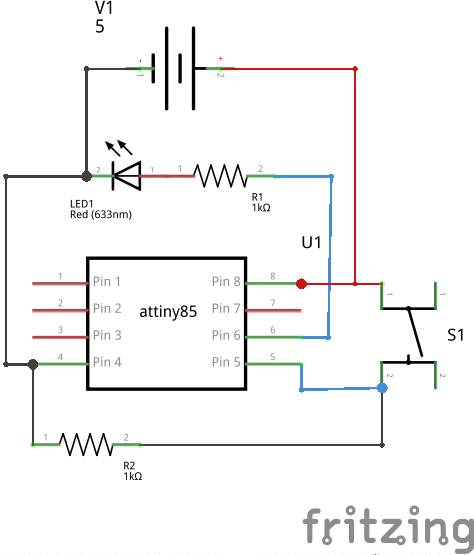 V1
5
- +
1 2
2 1 1 2
LED1
Red (633nm)
R1
1kΩ
U1
1 Pin 1 Pin 8 8
2 Pin 2 Pin 7 7
attiny85
3 Pin 3 Pin 6 6
4 Pin 4 Pin 5 5
1 1
S1
2 2
1 2
R2
1kΩ
fritzing